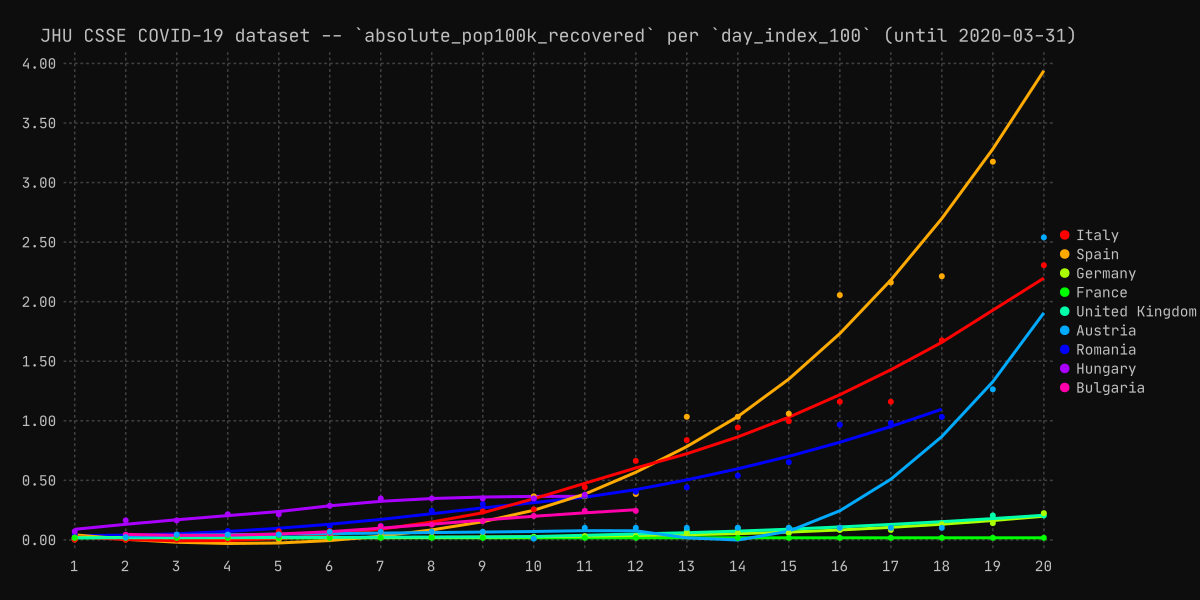 JHU CSSE COVID-19 dataset -- `absolute_pop100k_recovered` per `day_index_100` (until 2020-03-31)
4.00
3.50
3.00
2.50
2.00
1.50
1.00
0.50
0.00
1 2 3 4 5 6 7 8 9 10 11 12 13 14 15 16 17 18 19 20
Italy
Spain
Germany
France
United Kingdom
Austria
Romania
Hungary
Bulgaria